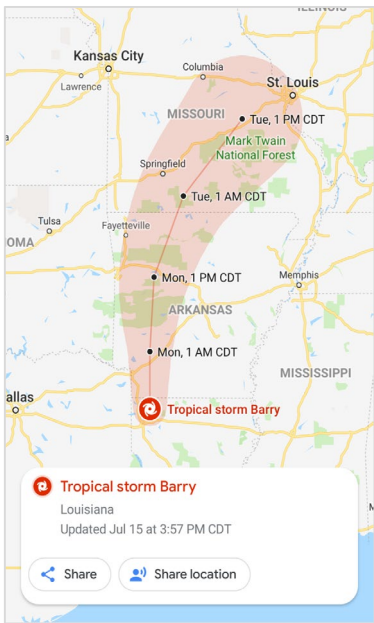 ILLINOIS
Kansas City
Columbia
Lawrence
St. Louis
MISSOURI
Tue, 1 PM CDT
Mark Twain
National Forest
Springfield
Tue, 1 AM CDT
Tulsa
Fayetteville
OMA
Mon, 1 PM CDT
Memphis
ARKANSAS
Mon, 1 AM CDT
MISSISSIPPI
allas
Tropical storm Barry
Tropical storm Barry
Louisiana
Updated Jul 15 at 3:57 PM CDT
Share
Share location